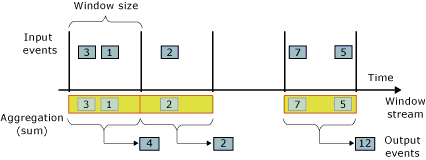 Window size
Input
events
3 1 2 7 5
Time
3 1 2 7 5
Window
stream
Aggregation
(sum)
4 2 12
Output
events